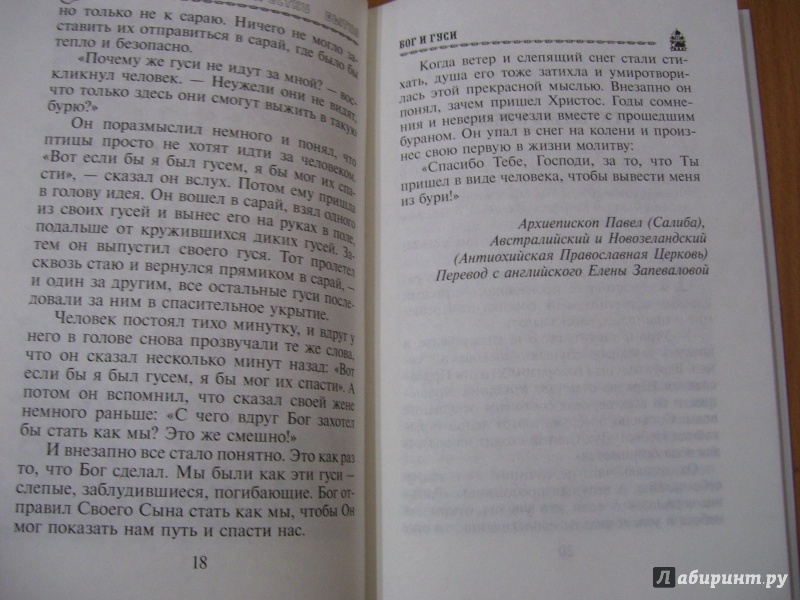 но только не к сараю. Ничего не могло за-
ставить их отправиться в сарай, где было бы
тепло и безопасно.
«Почему же гуси не идут за мной? — вос-
кликнул человек. — Неужели они не видят,
что только здесь они смогут выжить в такую
бурю?»
Он поразмыслил немного и понял, что
птицы просто не хотят идти за человеком.
«Вот если бы я был гусем, я бы мог их спа-
сти», — сказал он вслух. Потом ему пришла
в голову идея. Он вошел в сарай, взял одного
из своих гусей и вынес его на руках в поле,
подальше от кружившихся диких гусей. За-
тем он выпустил своего гуся. Тот пролетел
сквозь стаю и вернулся прямиком в сарай, —
и один за другим, все остальные гуси после-
довали за ним в спасительное укрытие.
Человек постоял тихо минутку, и вдруг у
него в голове снова прозвучали те же слова,
что он сказал несколько минут назад: «Вот
если бы я был гусем, я бы мог их спасти». А
потом он вспомнил, что сказал своей жене
немного раньше: «С чего вдруг Бог захотел
бы стать как мы? Это же смешно!»
И внезапно все стало понятно. Это как раз
то, что Бог сделал. Мы были как эти гуси —
слепые, заблудившиеся, погибающие. Бог от-
правил Своего Сына стать как мы, чтобы Он
мог показать нам путь и спасти нас.
18
БОГ И ГУСИ
Когда ветер и слепящий снег стали сти-
хать, душа его тоже затихла и умиротвори-
лась этой прекрасной мыслью. Внезапно он
понял, зачем пришел Христос. Годы сомне-
ния и неверия исчезли вместе с прошедшим
бураном. Он упал в снег на колени и произ-
нес свою первую в жизни молитву:
«Спасибо Тебе, Господи, за то, что Ты
пришел в виде человека, чтобы вывести меня
из бури!»
Архиепископ Павел (Салиба),
Австралийский и Новозеландский
(Антиохийская Православная Церковь)
Перевод с английского Елены Запеваловой
лабиринт.ру